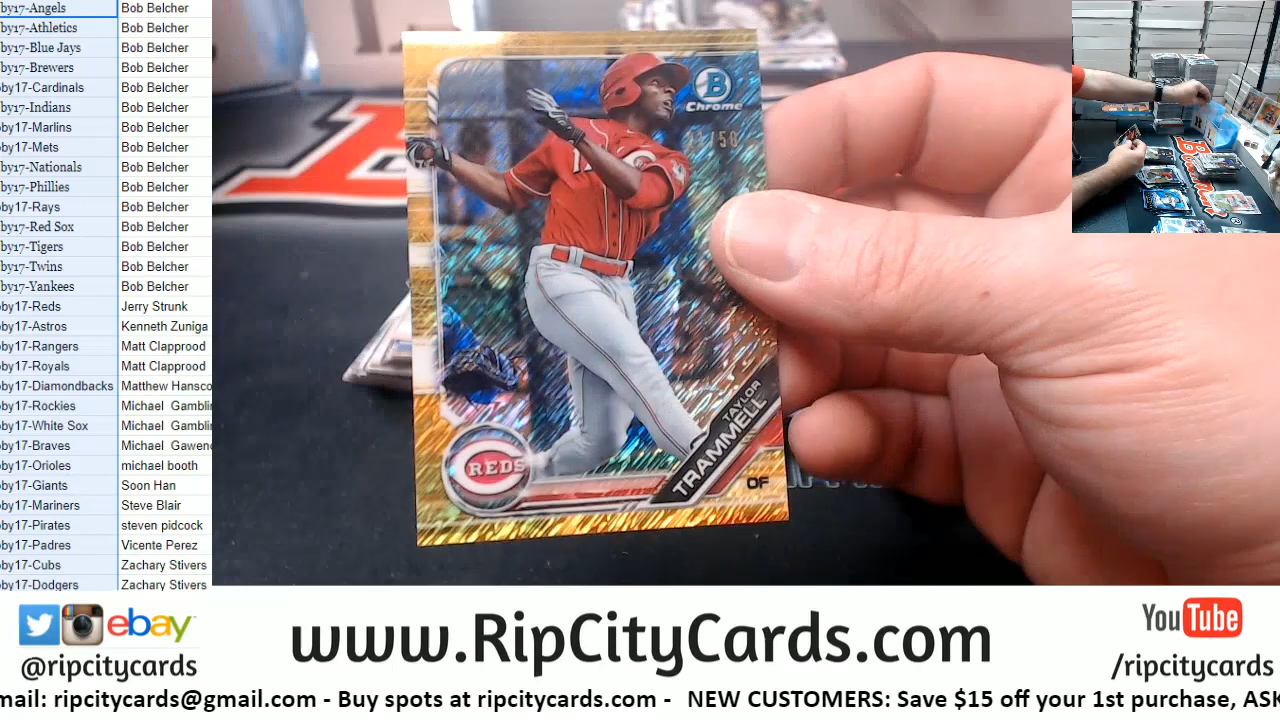 by17-Angels Bob Belcher
by17-Athletics Bob Belcher
by17-Blue Jays Bob Belcher
by17-Brewers Bob Belcher
by17-Cardinals Bob Belcher
by17-Indians Bob Belcher
by17-Marlins Bob Belcher
by17-Mets Bob Belcher
by17-Nationals Bob Belcher
by17-Phillies Bob Belcher
by17-Rays Bob Belcher
by17-Red Sox Bob Belcher
by17-Tigers Bob Belcher
by17-Twins Bob Belcher
by17-Yankees Bob Belcher
by17-Reds Jerry Strunk
by17-Astros Kenneth Zuniga
by17-Rangers Matt Clapprood
by17-Royals Matt Clapprood
by17-Diamondbacks Matthew Hansco
by17-Rockies Michael Gamblin
by17-White Sox Michael Gamblin
by17-Braves Michael Gawenc
by17-Orioles michael booth
by17-Giants Soon Han
by17-Mariners Steve Blair
by17-Pirates steven pidcock
by17-Padres Vicente Perez
by17-Cubs Zachary Stivers
by17-Dodgers Zachary Stivers
B
Chrome
/50
REDS
TAYLOR
TRAMMELL
OF
ebay
@ripcitycards
www.RipCityCards.com
YouTube
/ripcitycards
mail: ripcitycards@gmail.com - Buy spots at ripcitycards.com - NEW CUSTOMERS: Save $15 off your 1st purchase, ASK